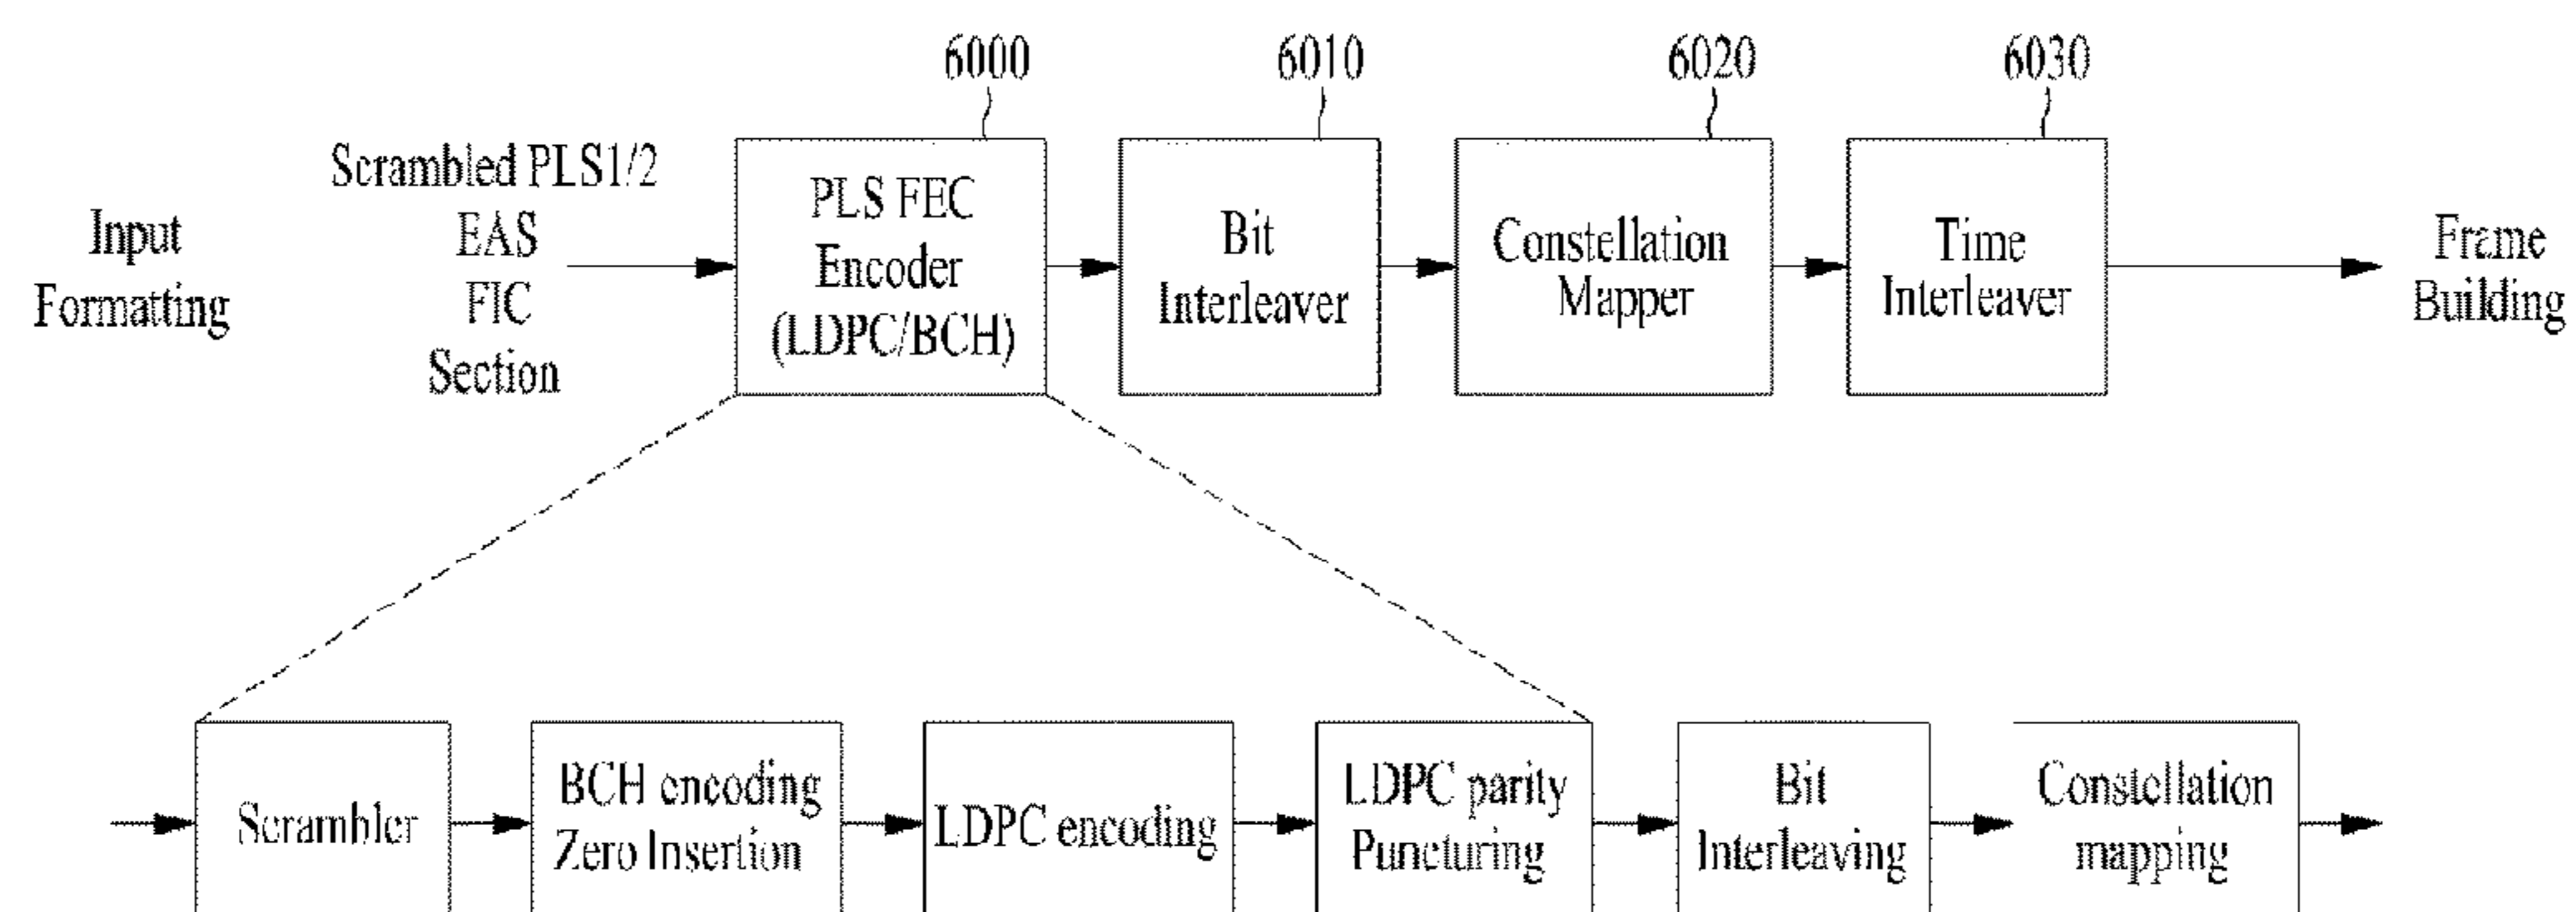 6000
6010
6020
6030
Input
Formatting
Scrambled PLS1/2
EAS
FIC
Section
PLS FEC
Encoder
(LDPC/BCH)
Bit
Interleaver
Constellation
Mapper
Time
Interleaver
Frame
Building
Scrambler
BCH encoding
Zero Insertion
LDPC encoding
LDPC parity
Puncturing
Bit
Interleaving
Constellation
mapping